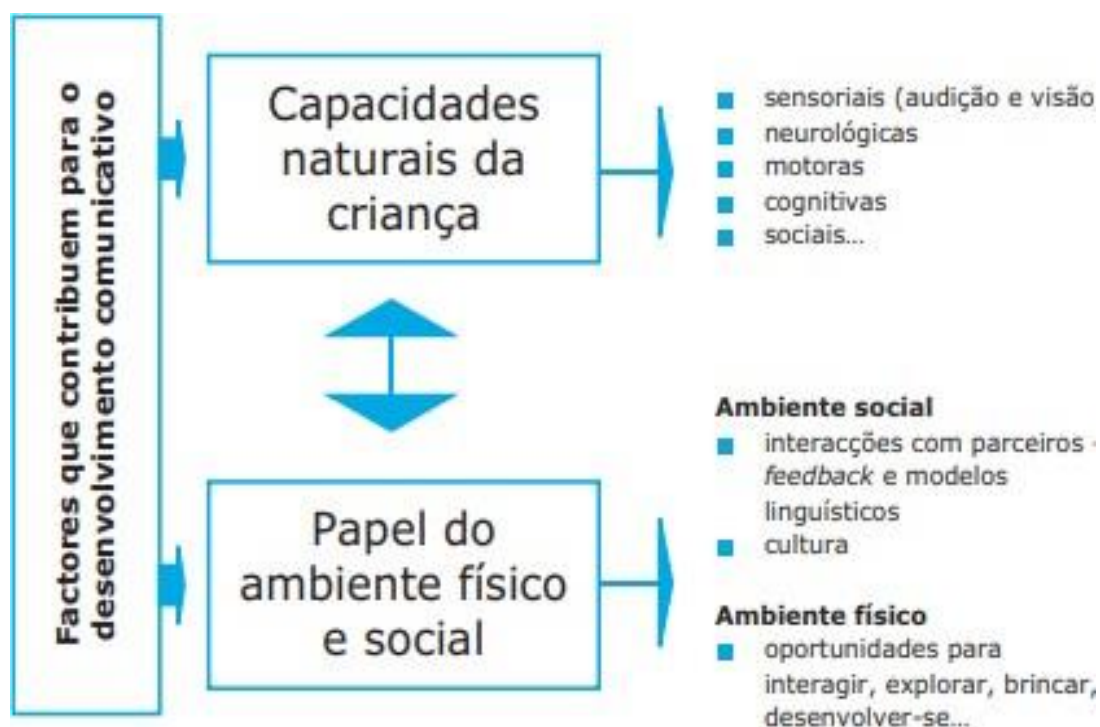 Factores que contribuem para o
desenvolvimento comunicativo
Capacidades
naturais da
criança
sensoriais (audição e visão
neurológicas
motoras
cognitivas
sociais...
Papel do
ambiente físico
e social
Ambiente social
interacções com parceiros -
feedback e modelos
linguísticos
cultura
Ambiente físico
oportunidades para
interagir, explorar, brincar,
desenvolver-se...